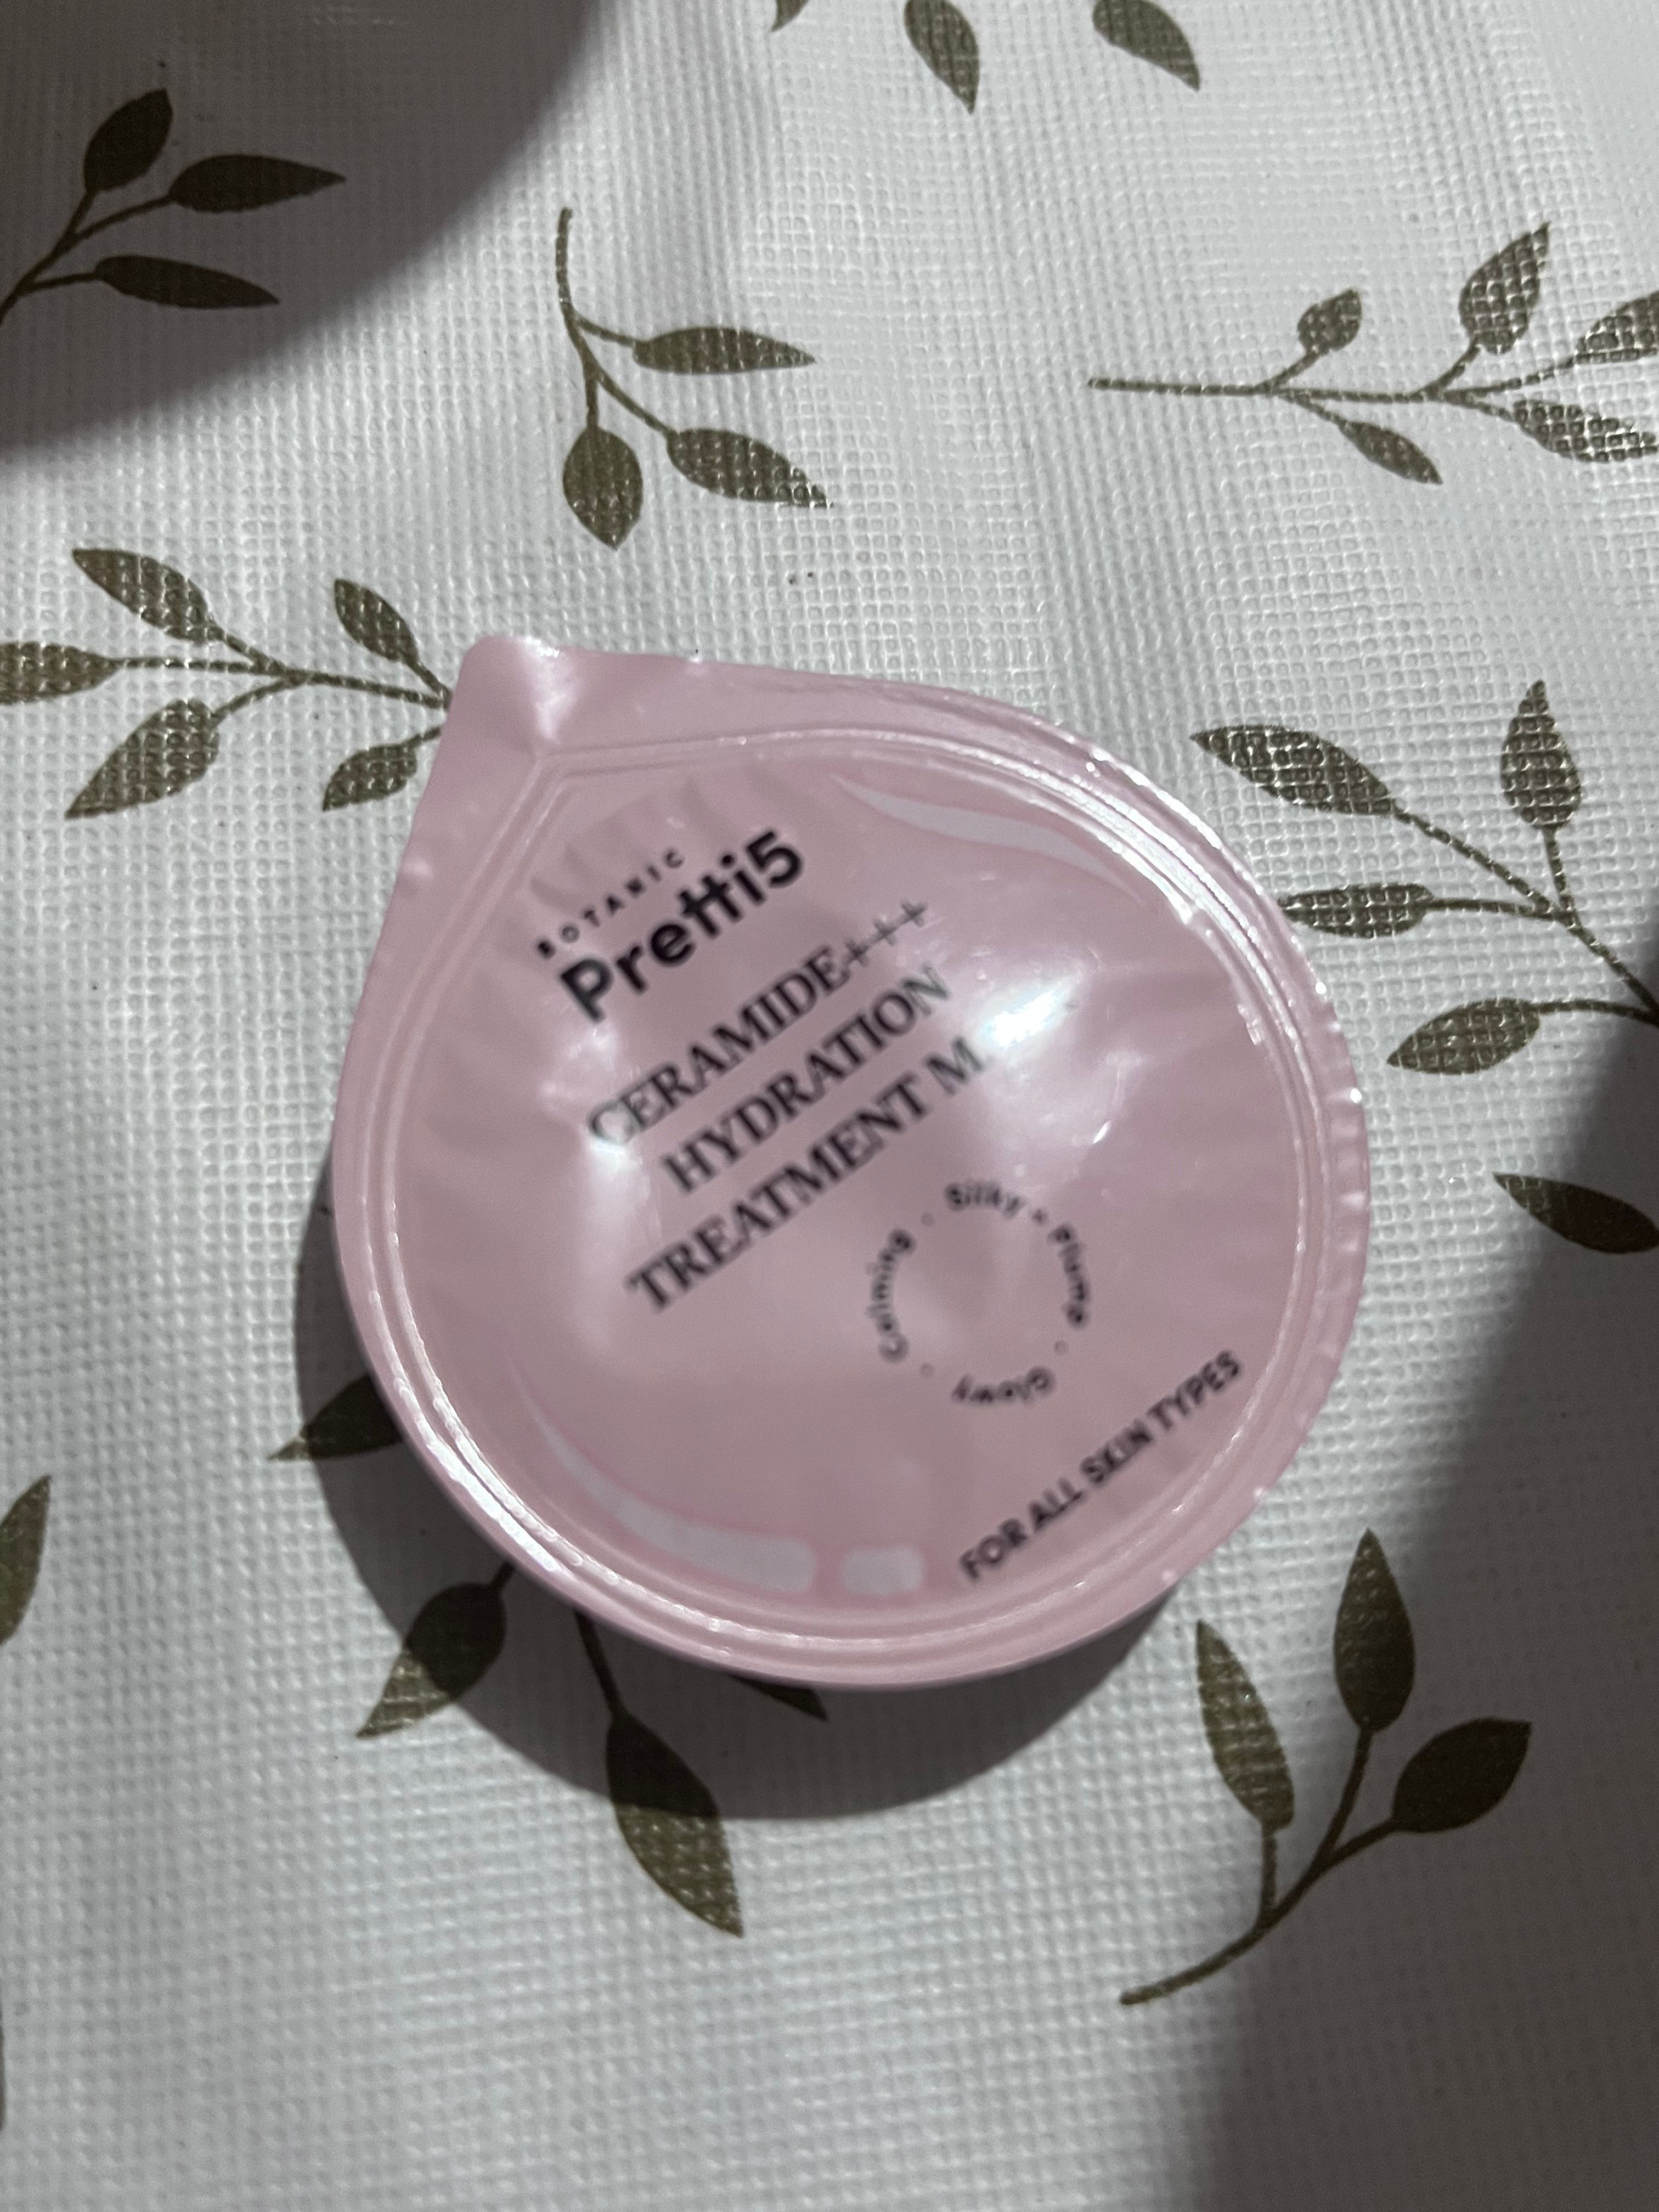 BOTANIC
Pretti5
CERAMIDE+++
HYDRATION
TREATMENT M
Silky · Plump · Glowy · Calming ·
FOR ALL SKIN TYPES